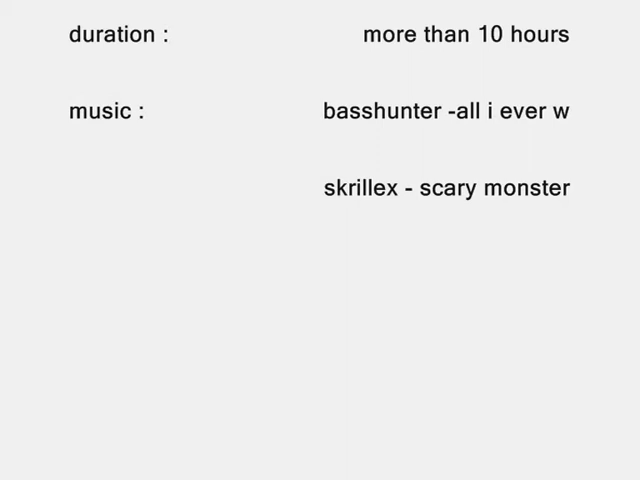 duration : more than 10 hours
music : basshunter -all i ever w
skrillex - scary monster